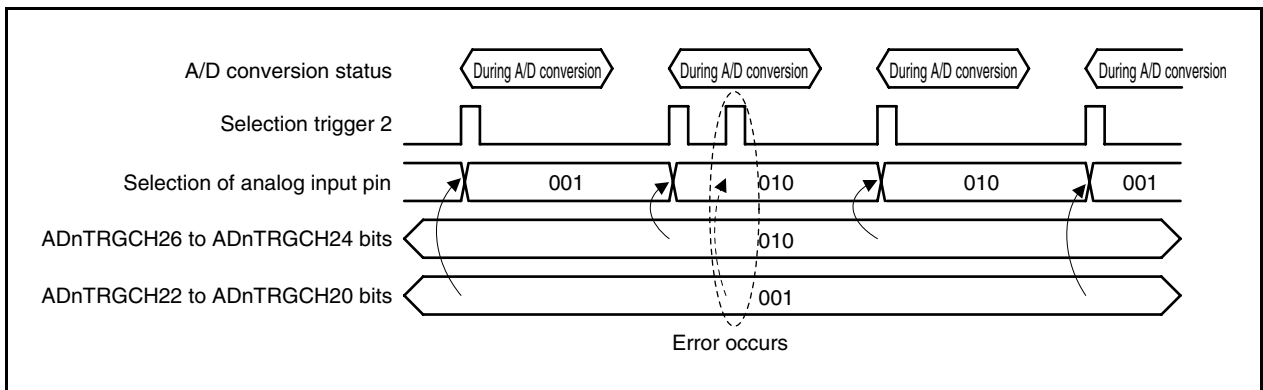 A/D conversion status During A/D conversion During A/D conversion During A/D conversion During A/D conversion
Selection trigger 2
Selection of analog input pin 001 010 010 001
ADnTRGCH26 to ADnTRGCH24 bits 010
ADnTRGCH22 to ADnTRGCH20 bits 001
Error occurs